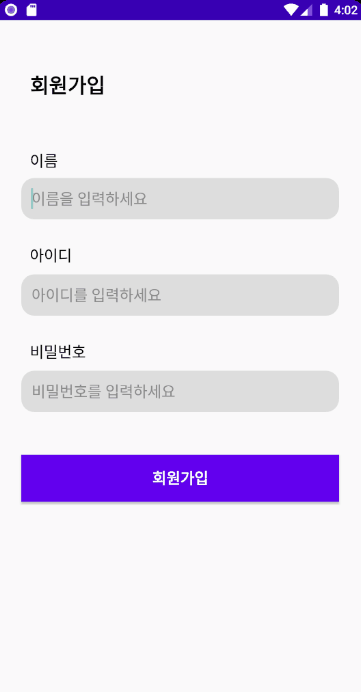 4:02
회원가입
이름
이름을 입력하세요
아이디
아이디를 입력하세요
비밀번호
비밀번호를 입력하세요
회원가입